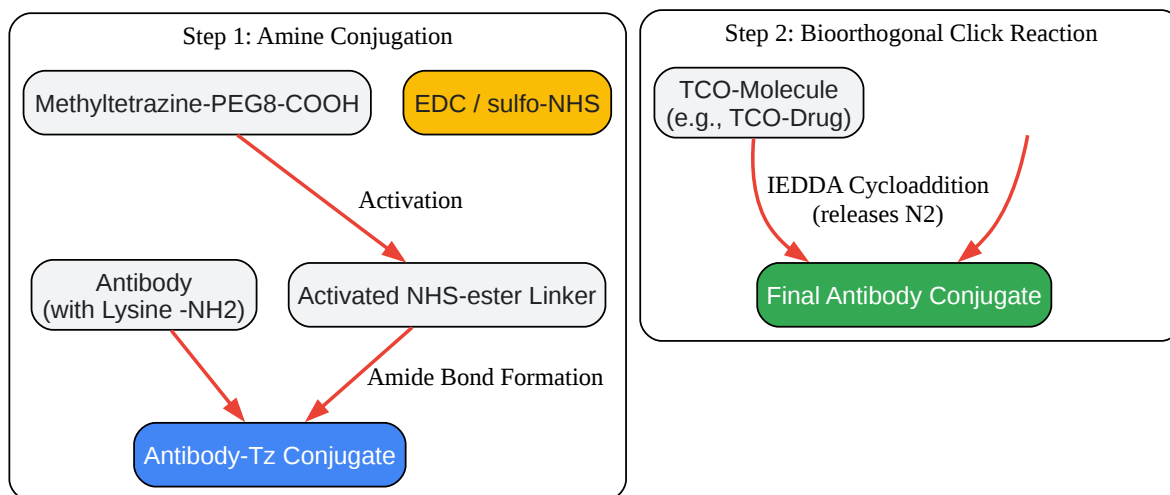 Step 1: Amine Conjugation
Methyltetrazine-PEG8-COOH
EDC / sulfo-NHS
Activation
Antibody
(with Lysine -NH2)
Activated NHS-ester Linker
Amide Bond Formation
Antibody-Tz Conjugate
Step 2: Bioorthogonal Click Reaction
TCO-Molecule
(e.g., TCO-Drug)
IEDDA Cycloaddition
(releases N2)
Final Antibody Conjugate